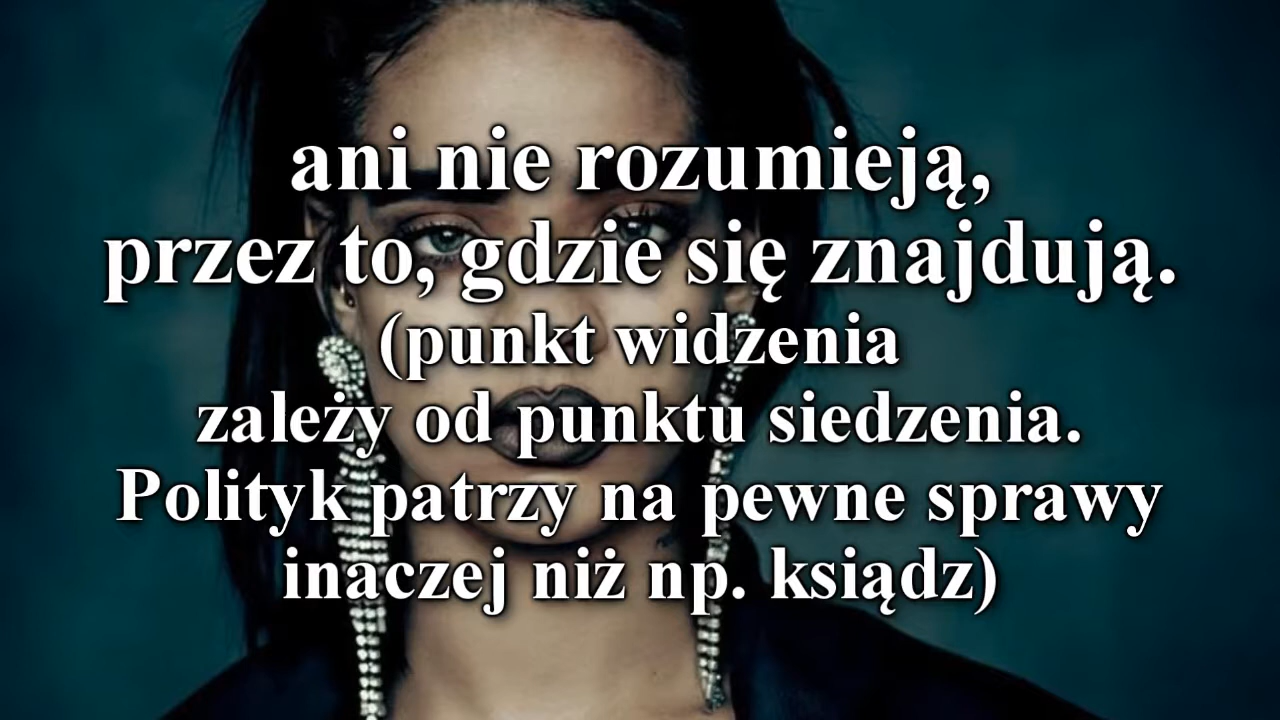 ani nie rozumieją,
przez to, gdzie się znajdują.
(punkt widzenia
zależy od punktu siedzenia.
Polityk patrzy na pewne sprawy
inaczej niż np. ksiądz)